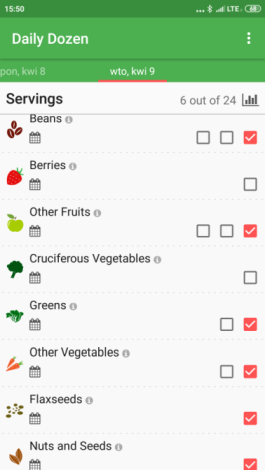 15:50
... LTE 68
Daily Dozen
pon, kwi 8
wto, kwi 9
Servings
6 out of 24
Beans
Berries
Other Fruits
Cruciferous Vegetables
Greens
Other Vegetables
Flaxseeds
Nuts and Seeds